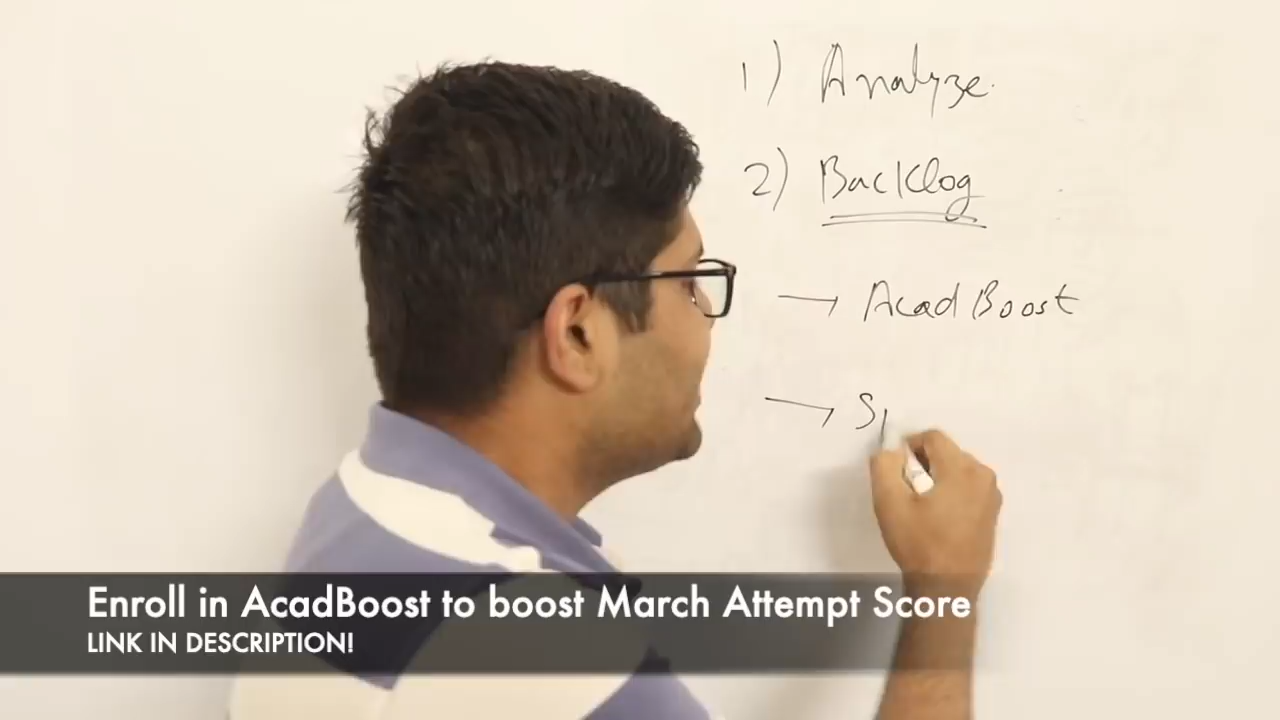 1) Analyze.
2) Backlog
→ AcadBoost
→
Enroll in AcadBoost to boost March Attempt Score
LINK IN DESCRIPTION!